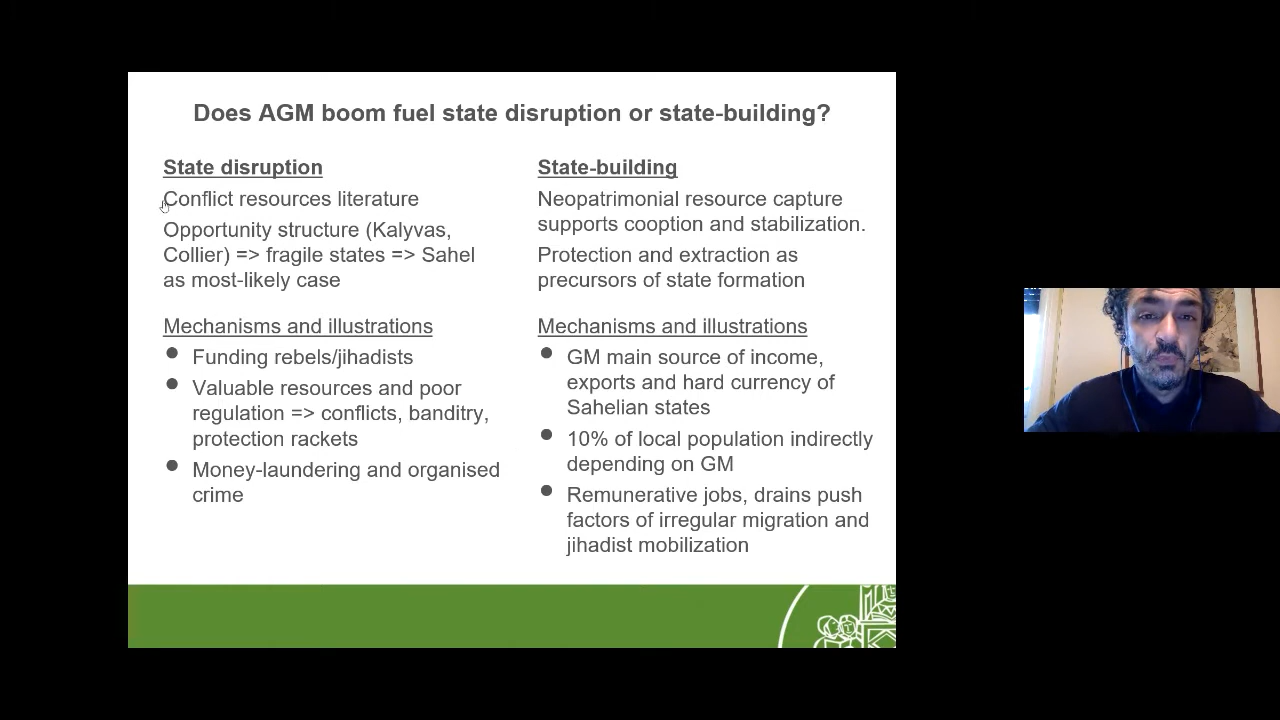 Does AGM boom fuel state disruption or state-building?
State disruption
Conflict resources literature
Opportunity structure (Kalyvas,
Collier) => fragile states => Sahel
as most-likely case
Mechanisms and illustrations
Funding rebels/jihadists
Valuable resources and poor
regulation => conflicts, banditry,
protection rackets
Money-laundering and organised
crime
State-building
Neopatrimonial resource capture
supports cooption and stabilization.
Protection and extraction as
precursors of state formation
Mechanisms and illustrations
GM main source of income,
exports and hard currency of
Sahelian states
10% of local population indirectly
depending on GM
Remunerative jobs, drains push
factors of irregular migration and
jihadist mobilization